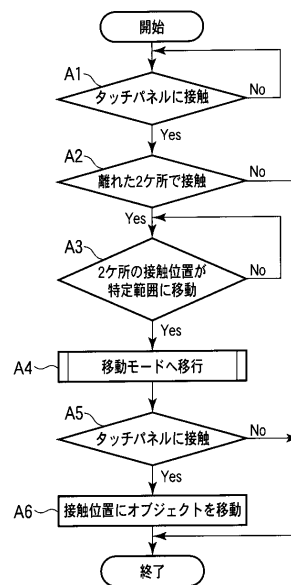 開始
A1
タッチパネルに接触
No
Yes
A2
離れた2ケ所で接触
No
Yes
A3
2ケ所の接触位置が
特定範囲に移動
No
Yes
A4
移動モードへ移行
A5
タッチパネルに接触
No
Yes
A6
接触位置にオブジェクトを移動
終了